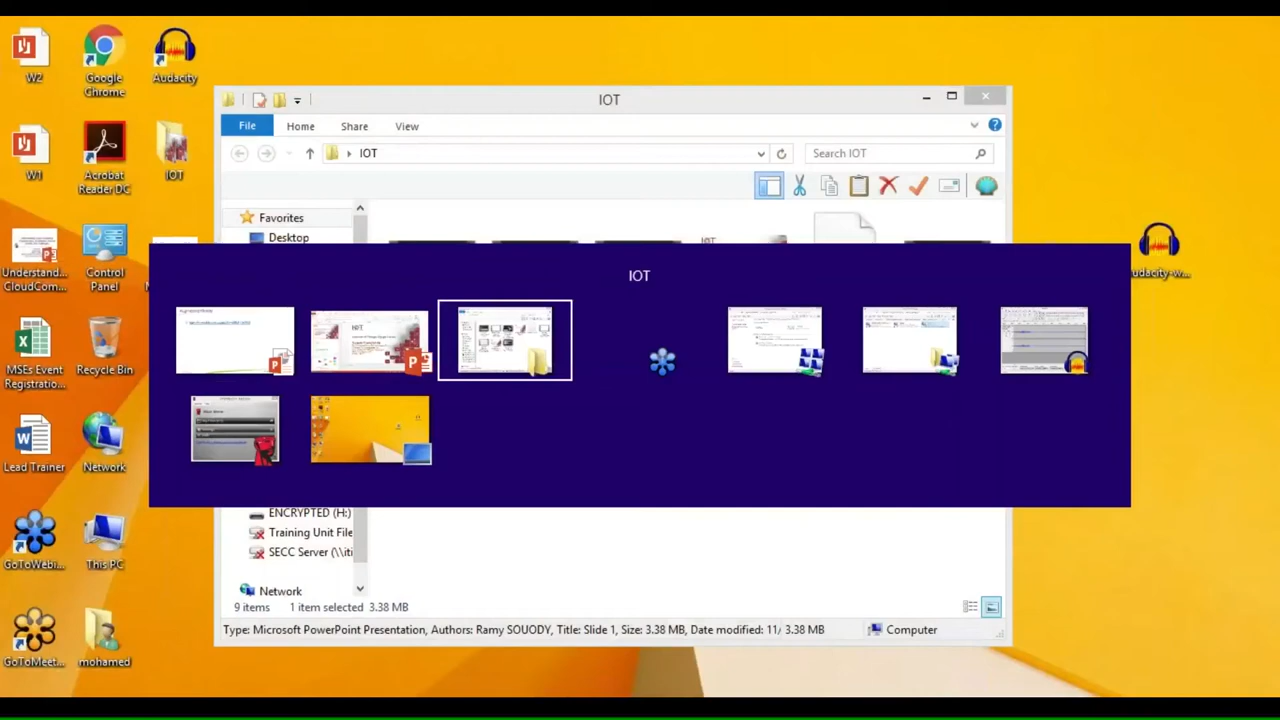 W2
Google
Chrome
Audacity
W1
Acrobat
Reader DC
IOT
Understand...
CloudCom...
Control
Panel
MSEs Event
Registratio...
Recycle Bin
Lead Trainer
Network
GoToWebi...
This PC
GoToMeet...
mohamed
IOT
File
Home
Share
View
IOT
Search IOT
Favorites
Desktop
IOT
ENCRYPTED (H:)
Training Unit File
SECC Server (\\iti
Network
9 items
1 item selected 3.38 MB
Type: Microsoft PowerPoint Presentation, Authors: Ramy SOUODY, Title: Slide 1, Size: 3.38 MB, Date modified: 11/ 3.38 MB
Computer
udacity-w...